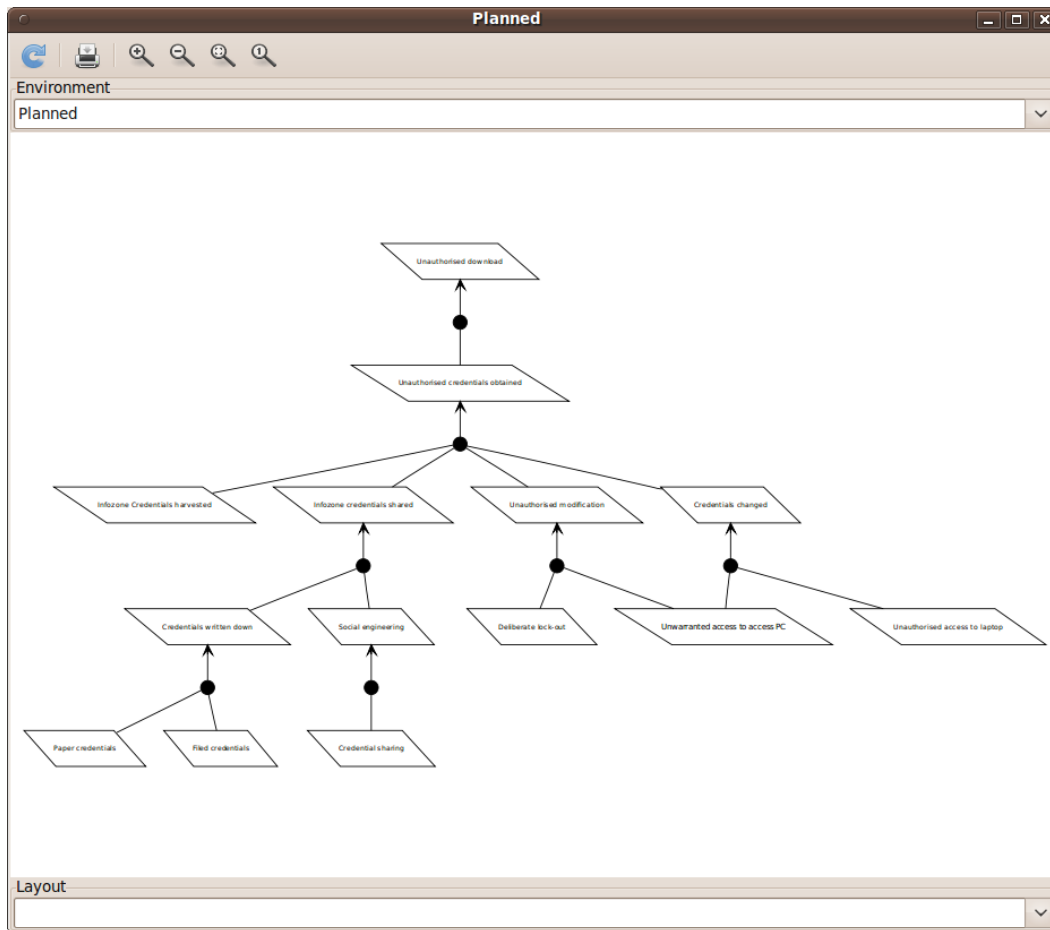 Planned
Environment
Planned
Unauthorised download
Unauthorised credentials obtained
Infozone Credentials harvested
Infozone credentials shared
Unauthorised modification
Credentials changed
Credentials written down
Social engineering
Deliberate lock-out
Unwarranted access to access PC
Unauthorised access to laptop
Paper credentials
Filed credentials
Credential sharing
Layout